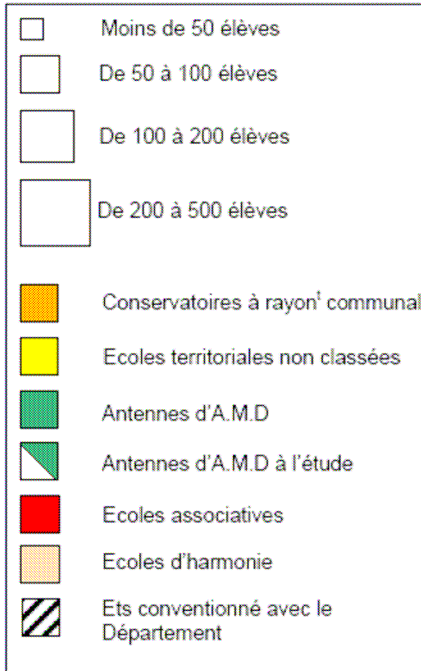 Moins de 50 élèves
De 50 à 100 élèves
De 100 à 200 élèves
De 200 à 500 élèves
Conservatoires à rayonᵗ communal
Ecoles territoriales non classées
Antennes d'A.M.D
Antennes d'A.M.D à l'étude
Ecoles associatives
Ecoles d'harmonie
Ets conventionné avec le
Département